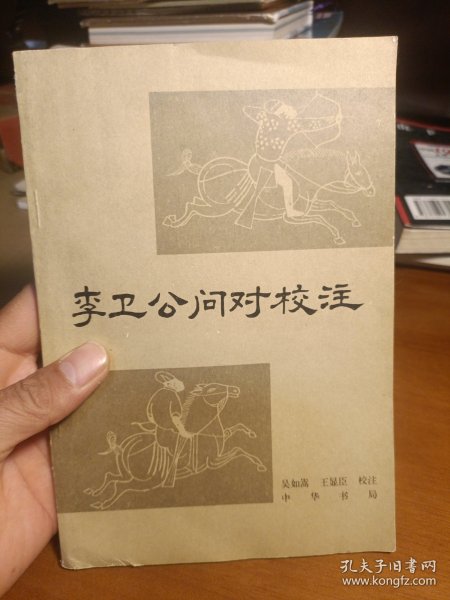 李卫公问对校注
吴如嵩 王显臣 校注
中华书局
孔夫子旧书网
www.kongfz.com